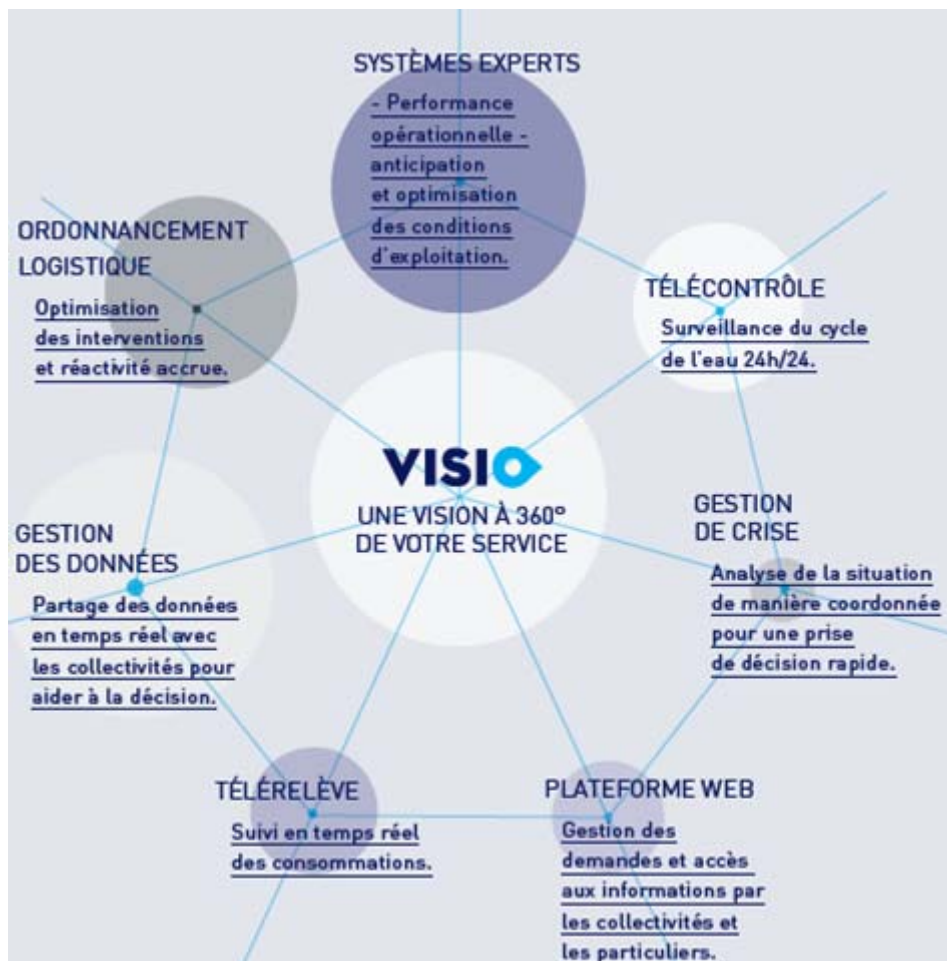 SYSTÈMES EXPERTS
- Performance
opérationnelle -
anticipation
et optimisation
des conditions
d'exploitation.
ORDONNANCEMENT
LOGISTIQUE
Optimisation
des interventions
et réactivité accrue.
TÉLÉCONTRÔLE
Surveillance du cycle
de l'eau 24h/24.
VISIO
UNE VISION À 360°
DE VOTRE SERVICE
GESTION
DES DONNÉES
Partage des données
en temps réel avec
les collectivités pour
aider à la décision.
GESTION
DE CRISE
Analyse de la situation
de manière coordonnée
pour une prise
de décision rapide.
TÉLÉRELÈVE
Suivi en temps réel
des consommations.
PLATEFORME WEB
Gestion des
demandes et accès
aux informations par
les collectivités et
les particuliers.